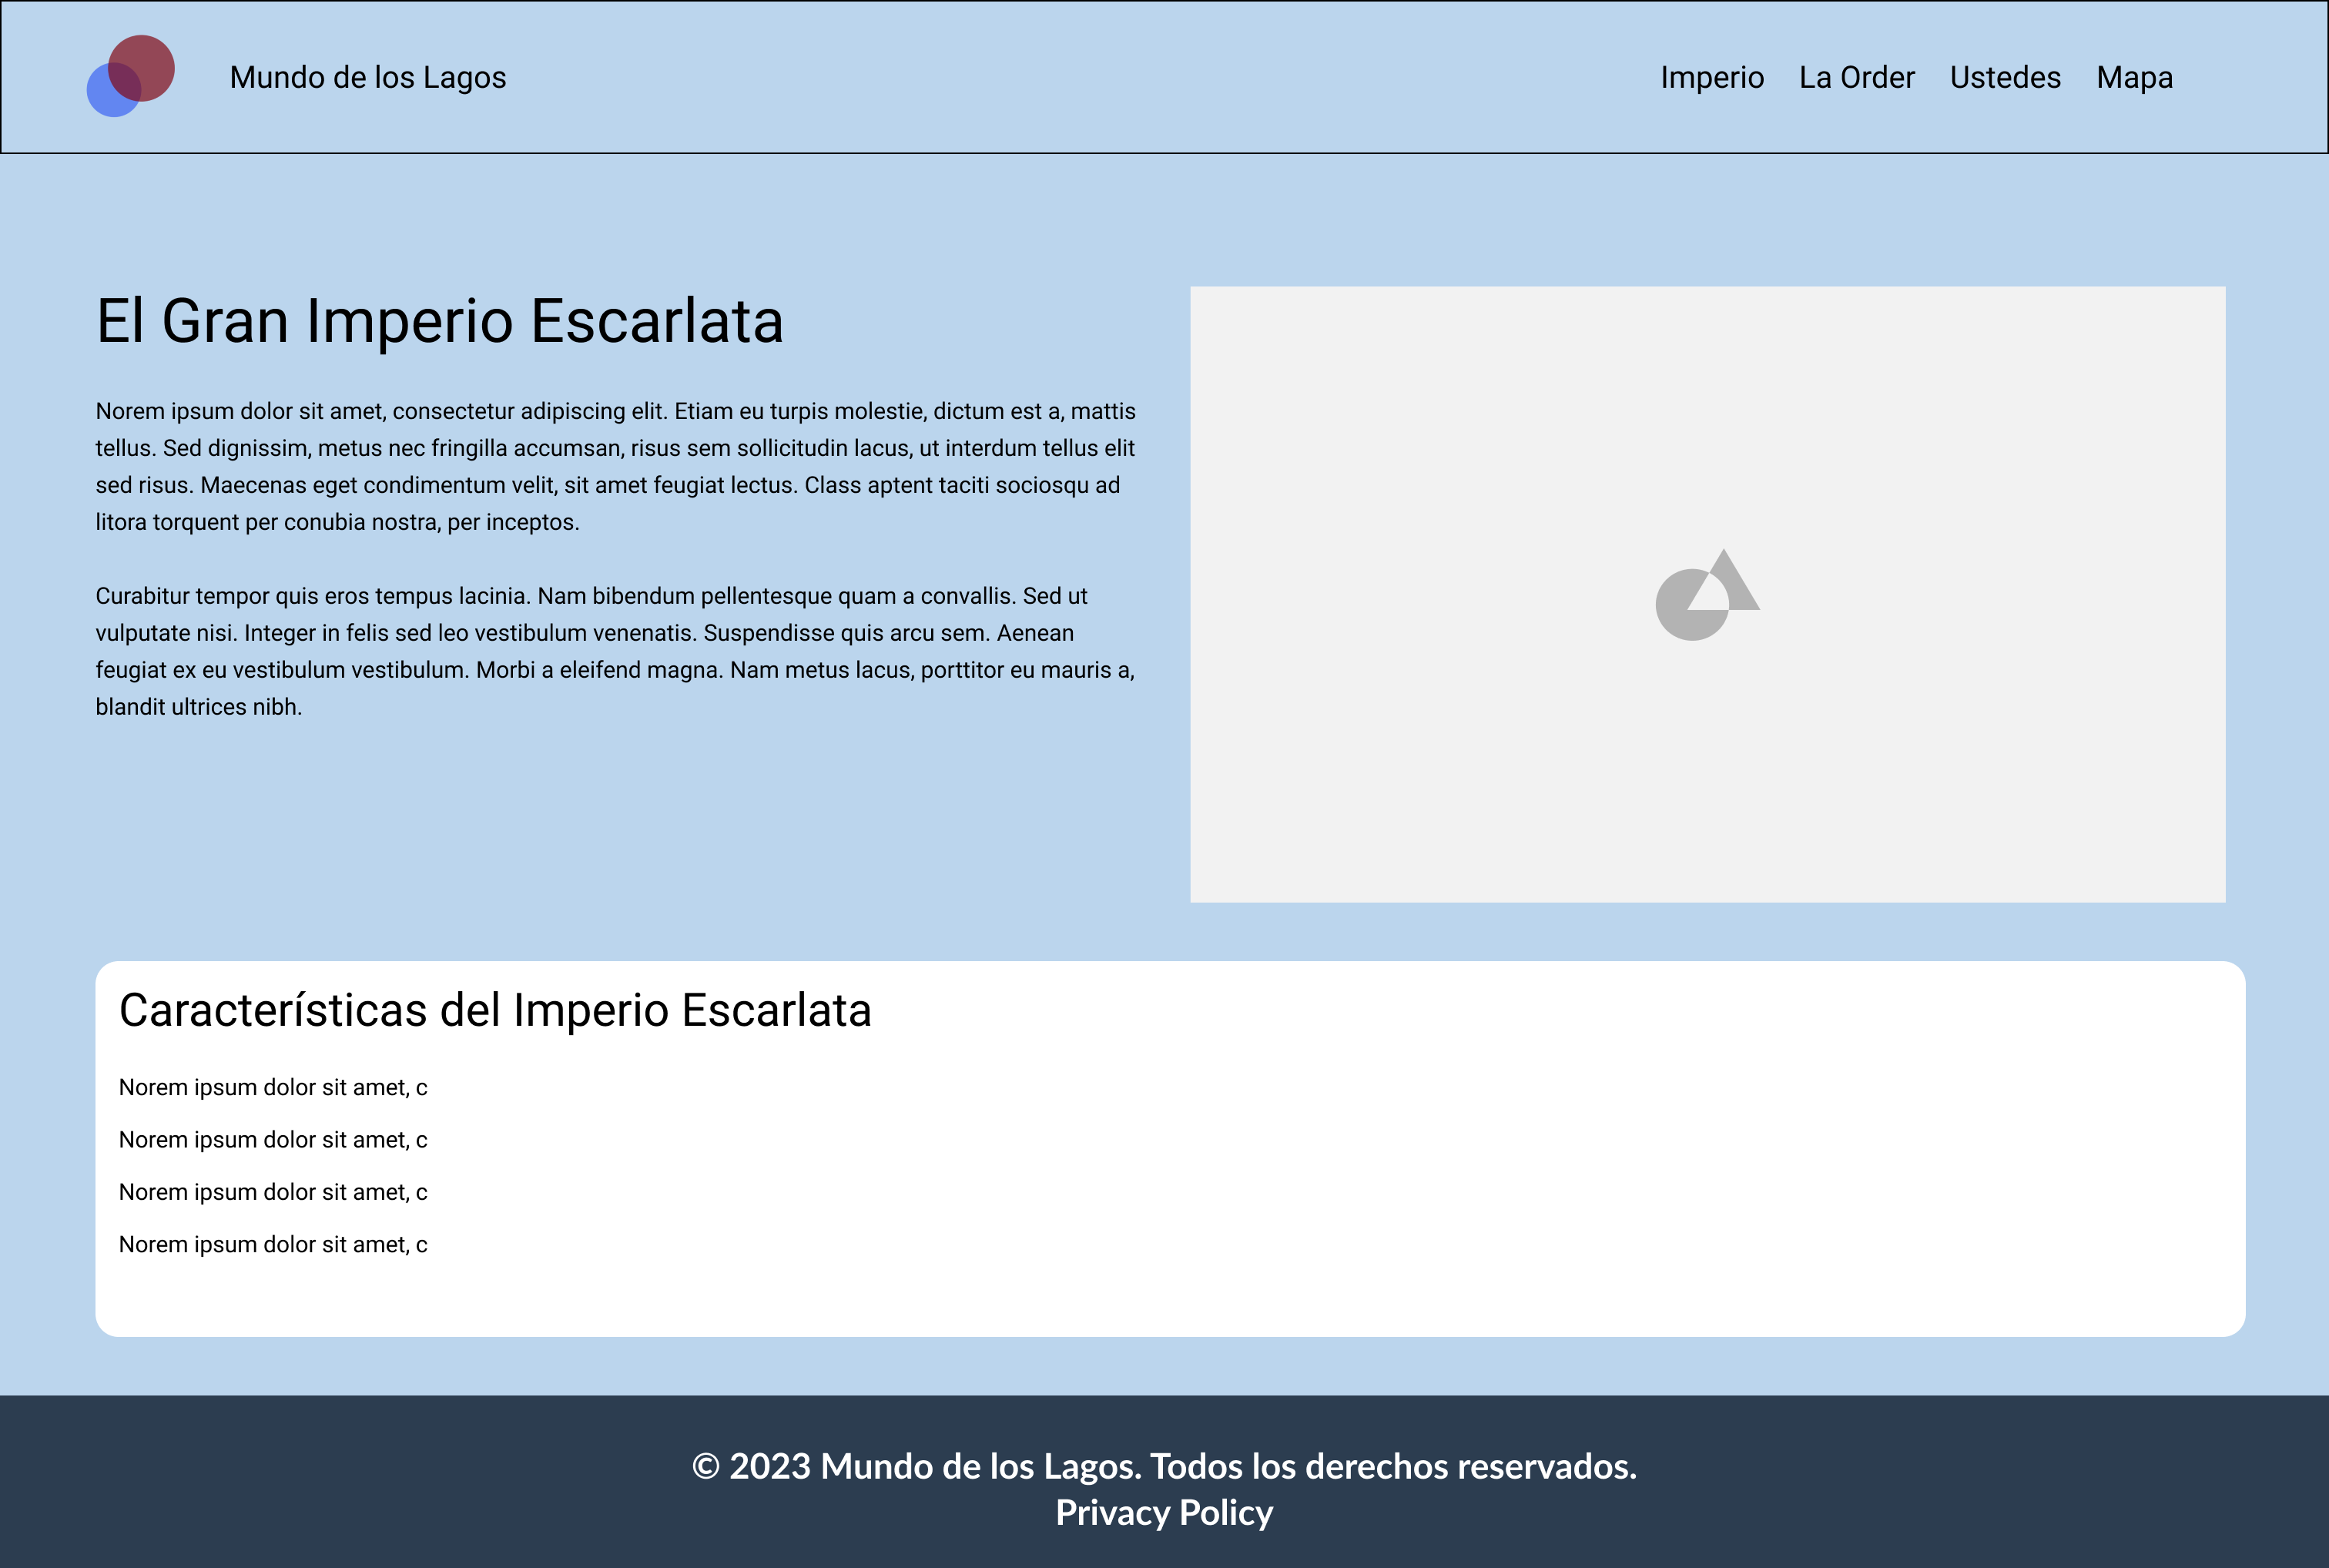 Mundo de los Lagos
Imperio La Order Ustedes Mapa
El Gran Imperio Escarlata
Norem ipsum dolor sit amet, consectetur adipiscing elit. Etiam eu turpis molestie, dictum est a, mattis
tellus. Sed dignissim, metus nec fringilla accumsan, risus sem sollicitudin lacus, ut interdum tellus elit
sed risus. Maecenas eget condimentum velit, sit amet feugiat lectus. Class aptent taciti sociosqu ad
litora torquent per conubia nostra, per inceptos.
Curabitur tempor quis eros tempus lacinia. Nam bibendum pellentesque quam a convallis. Sed ut
vulputate nisi. Integer in felis sed leo vestibulum venenatis. Suspendisse quis arcu sem. Aenean
feugiat ex eu vestibulum vestibulum. Morbi a eleifend magna. Nam metus lacus, porttitor eu mauris a,
blandit ultrices nibh.
Características del Imperio Escarlata
Norem ipsum dolor sit amet, c
Norem ipsum dolor sit amet, c
Norem ipsum dolor sit amet, c
Norem ipsum dolor sit amet, c
© 2023 Mundo de los Lagos. Todos los derechos reservados.
Privacy Policy